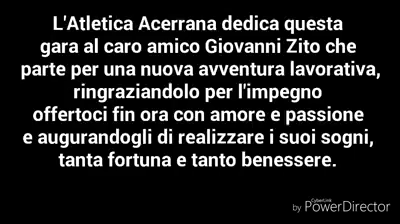 L'Atletica Acerrana dedica questa
gara al caro amico Giovanni Zito che
parte per una nuova avventura lavorativa,
ringraziandolo per l'impegno
offertoci fin ora con amore e passione
e augurandogli di realizzare i suoi sogni,
tanta fortuna e tanto benessere.
CyberLink
by PowerDirector